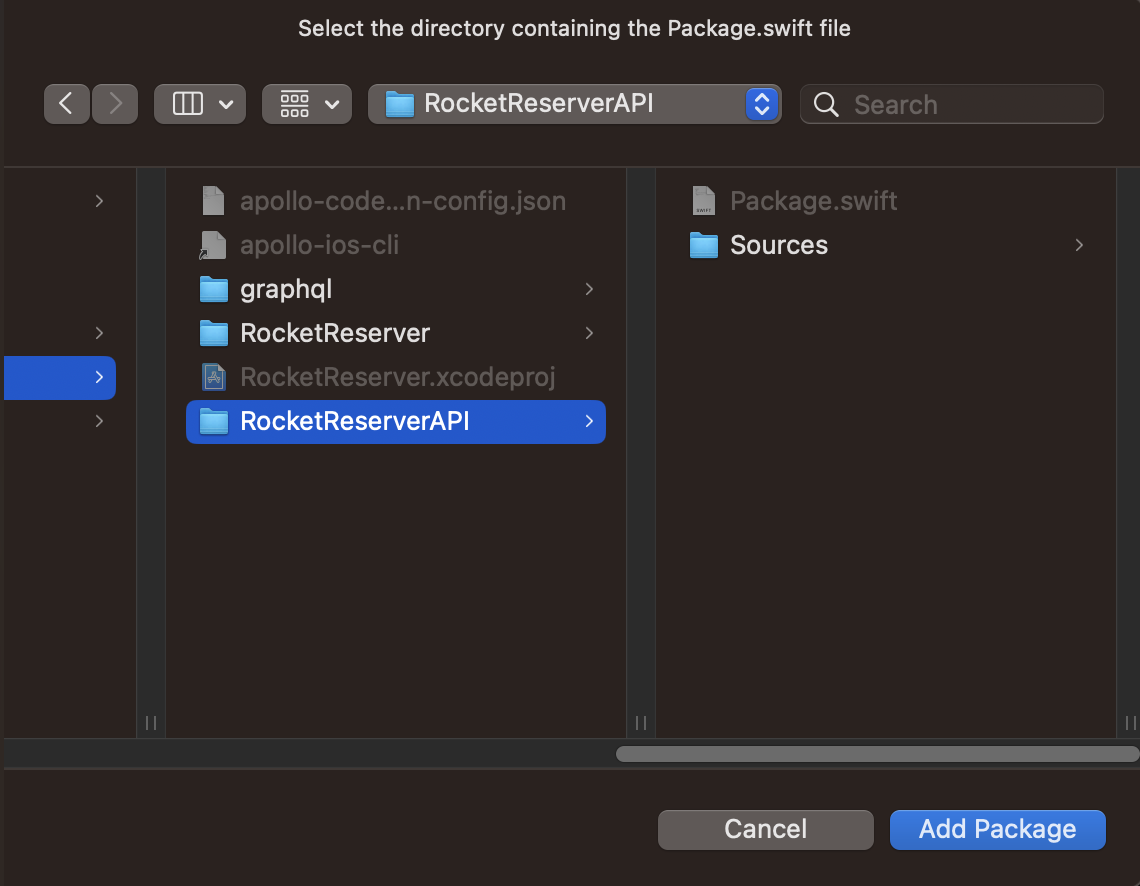 Select the directory containing the Package.swift file
RocketReserverAPI
Search
apollo-code...n-config.json
apollo-ios-cli
graphql
RocketReserver
RocketReserver.xcodeproj
RocketReserverAPI
Package.swift
Sources
Cancel
Add Package